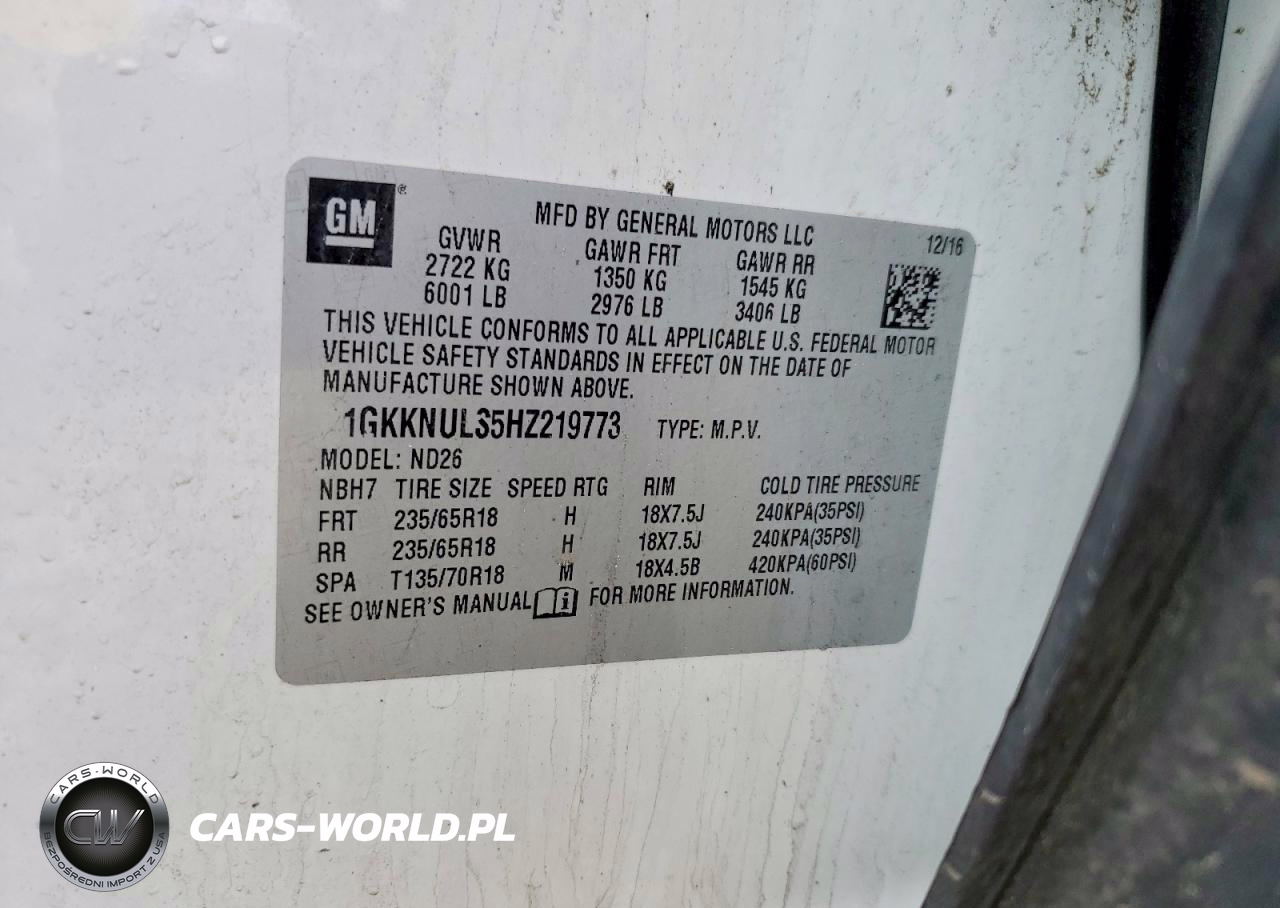 GM®
MFD BY GENERAL MOTORS LLC
12/16
GVWR GAWR FRT GAWR RR
2722 KG 1350 KG 1545 KG
6001 LB 2976 LB 3406 LB
THIS VEHICLE CONFORMS TO ALL APPLICABLE U.S. FEDERAL MOTOR
VEHICLE SAFETY STANDARDS IN EFFECT ON THE DATE OF
MANUFACTURE SHOWN ABOVE.
1GKKNULS5HZ219773 TYPE: M.P.V.
MODEL: ND26
NBH7 TIRE SIZE SPEED RTG RIM COLD TIRE PRESSURE
FRT 235/65R18 H 18X7.5J 240KPA(35PSI)
RR 235/65R18 H 18X7.5J 240KPA(35PSI)
SPA T135/70R18 M 18X4.5B 420KPA(60PSI)
SEE OWNER'S MANUAL i FOR MORE INFORMATION.
CARS-WORLD
CW
BEZPOŚREDNI IMPORT Z USA
CARS-WORLD.PL